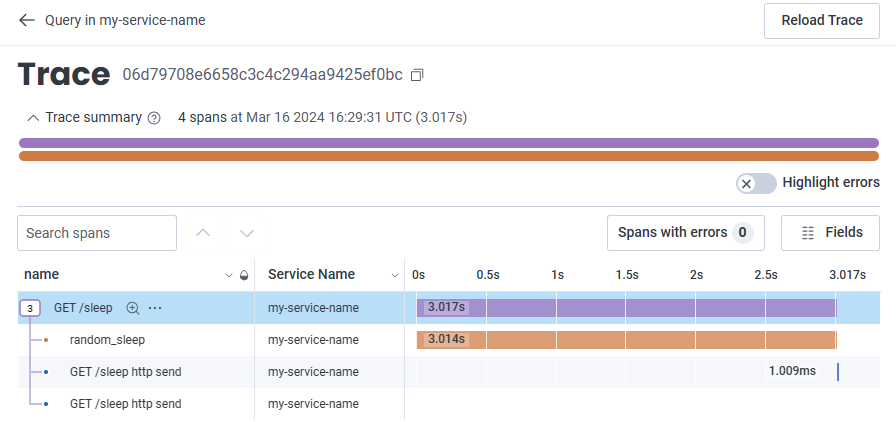 Query in my-service-name
Reload Trace
Trace 06d79708e6658c3c4c294aa9425ef0bc
Trace summary 4 spans at Mar 16 2024 16:29:31 UTC (3.017s)
Highlight errors
Search spans
Spans with errors 0
Fields
name Service Name 0s 0.5s 1s 1.5s 2s 2.5s 3.017s
3 GET /sleep my-service-name 3.017s
random_sleep my-service-name 3.014s
GET /sleep http send my-service-name 1.009ms
GET /sleep http send my-service-name